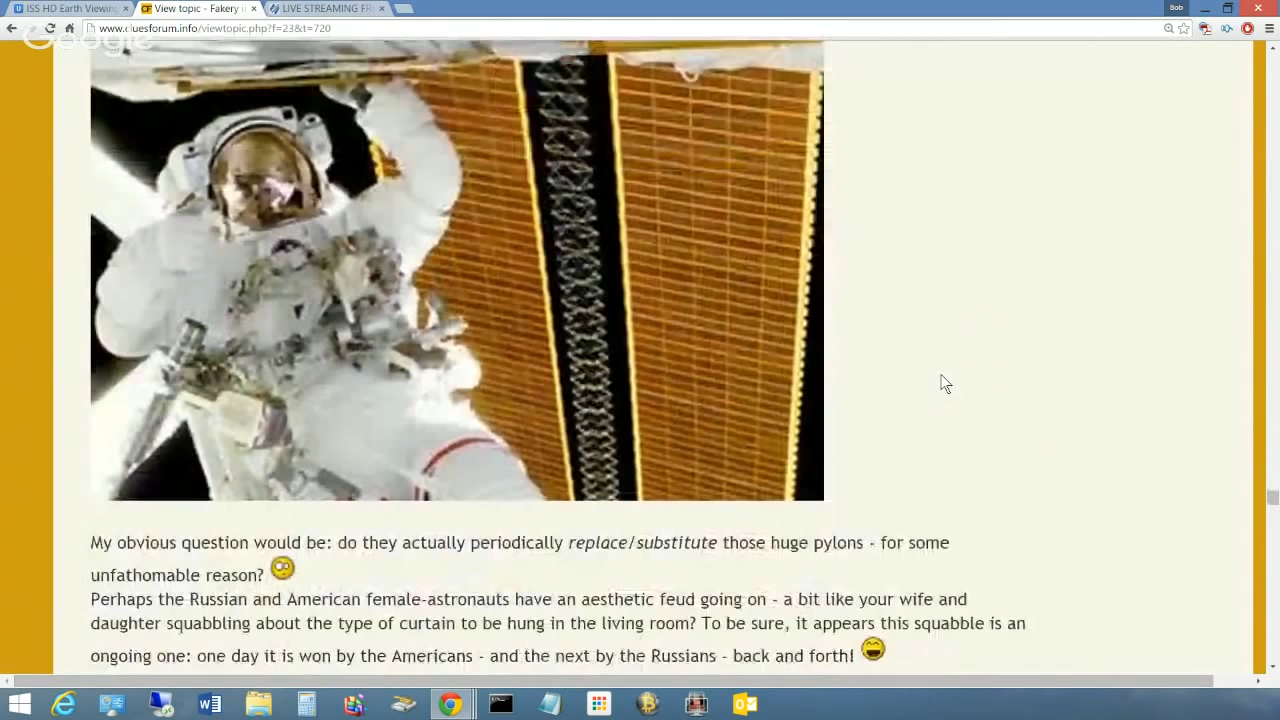 ISS HD Earth Viewing
View topic - Fakery i
LIVE STREAMING FR
Bob
www.cluesforum.info/viewtopic.php?f=23&t=720
Google
My obvious question would be: do they actually periodically replace/substitute those huge pylons - for some
unfathomable reason?
Perhaps the Russian and American female-astronauts have an aesthetic feud going on - a bit like your wife and
daughter squabbling about the type of curtain to be hung in the living room? To be sure, it appears this squabble is an
ongoing one: one day it is won by the Americans - and the next by the Russians - back and forth!